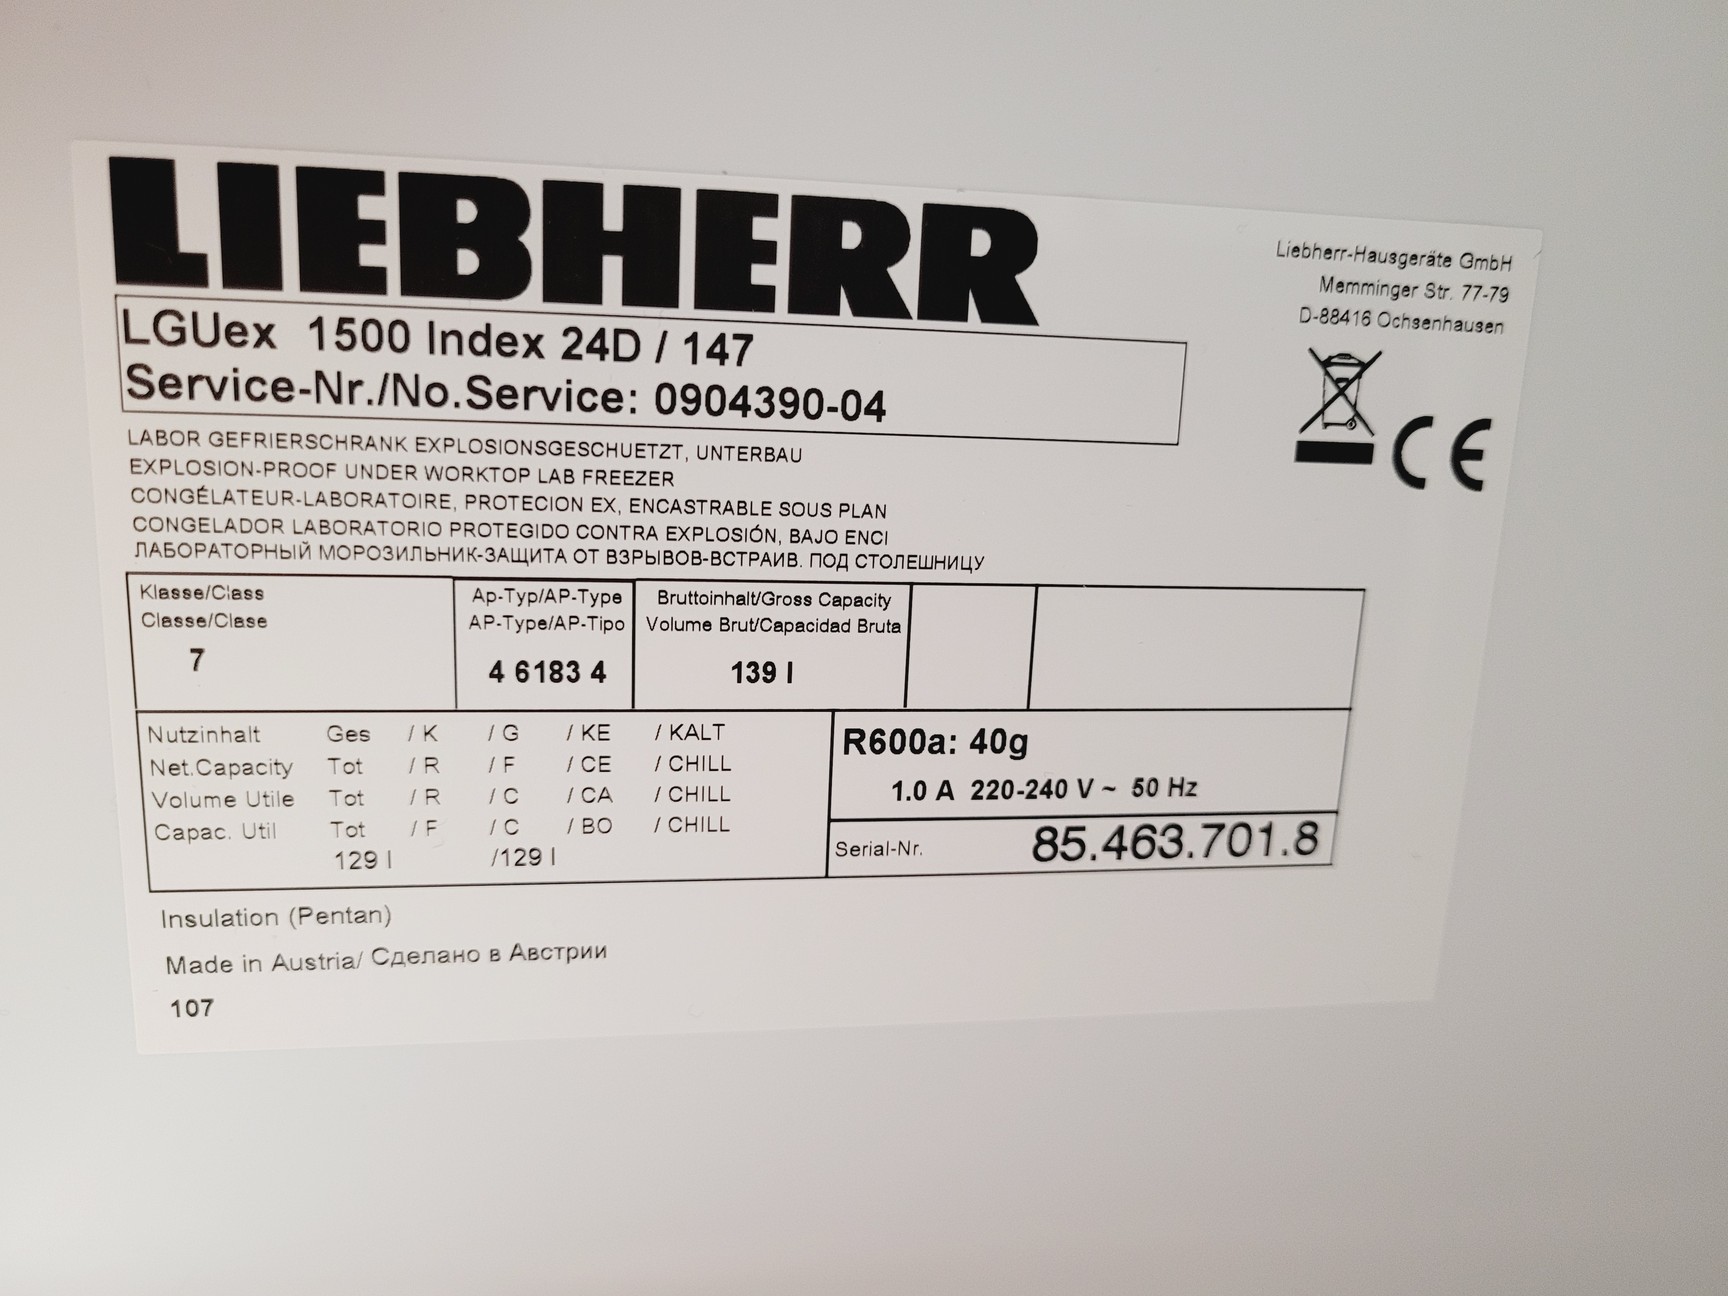 LIEBHERR
Liebherr-Hausgeräte GmbH
Memminger Str. 77-79
D-88416 Ochsenhausen
LGUex 1500 Index 24D / 147
Service-Nr./No.Service: 0904390-04
CE
LABOR GEFRIERSCHRANK EXPLOSIONSGESCHUETZT, UNTERBAU
EXPLOSION-PROOF UNDER WORKTOP LAB FREEZER
CONGÉLATEUR-LABORATOIRE, PROTECION EX, ENCASTRABLE SOUS PLAN
CONGELADOR LABORATORIO PROTEGIDO CONTRA EXPLOSIÓN, BAJO ENCI
ЛАБОРАТОРНЫЙ МОРОЗИЛЬНИК-ЗАЩИТА ОТ ВЗРЫВОВ-ВСТРАИВ. ПОД СТОЛЕШНИЦУ
Klasse/Class
Classe/Clase
7
Ap-Typ/AP-Type
AP-Type/AP-Tipo
4 6183 4
Bruttoinhalt/Gross Capacity
Volume Brut/Capacidad Bruta
139 l
Nutzinhalt Ges / K / G / KE / KALT
Net.Capacity Tot / R / F / CE / CHILL
Volume Utile Tot / R / C / CA / CHILL
Capac. Util Tot / F / C / BO / CHILL
129 l /129 l
R600a: 40g
1.0 A 220-240 V ~ 50 Hz
Serial-Nr. 85.463.701.8
Insulation (Pentan)
Made in Austria/ Сделано в Австрии
107